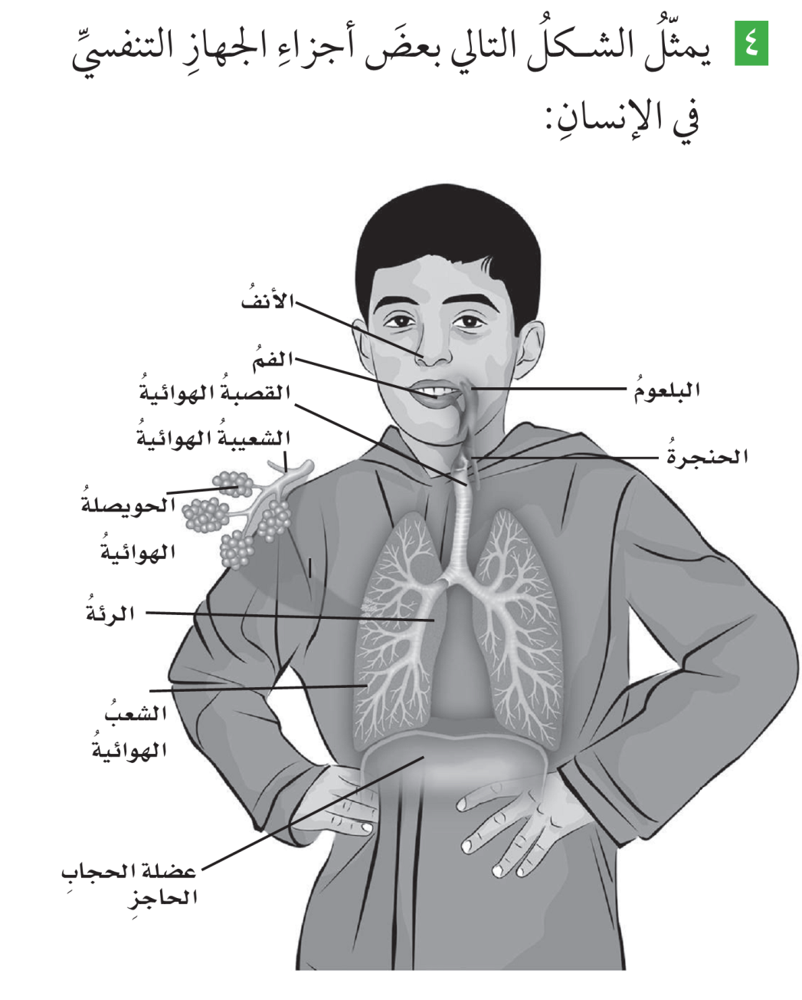 ٤ يمثّلُ الشكلُ التالي بعضَ أجزاءِ الجهازِ التنفسيِّ
في الإنسانِ:
الأنفُ
الفمُ
البلعومُ
القصبةُ الهوائيةُ
الشعيبةُ الهوائيةُ
الحنجرةُ
الحويصلةُ
الهوائيةُ
الرئةُ
الشعبُ
الهوائيةُ
عضلة الحجابِ
الحاجزِ